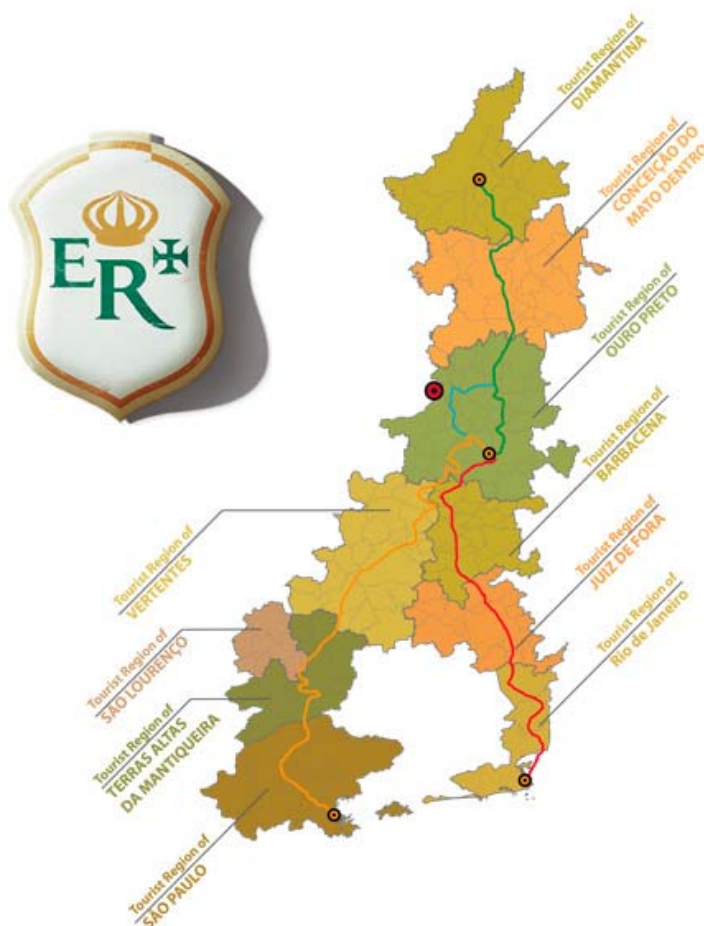 Tourist Region of
DIAMANTINA
Tourist Region of
CONCEIÇÃO DO
MATO DENTRO
ER
Tourist Region of
OURO PRETO
Tourist Region of
BARBACENA
Tourist Region of
VERTENTES
Tourist Region of
JUIZ DE FORA
Tourist Region of
Rio de Janeiro
Tourist Region of
SÃO LOURENÇO
Tourist Region of
TERRAS ALTAS
DA MANTIQUEIRA
Tourist Region of
SÃO PAULO